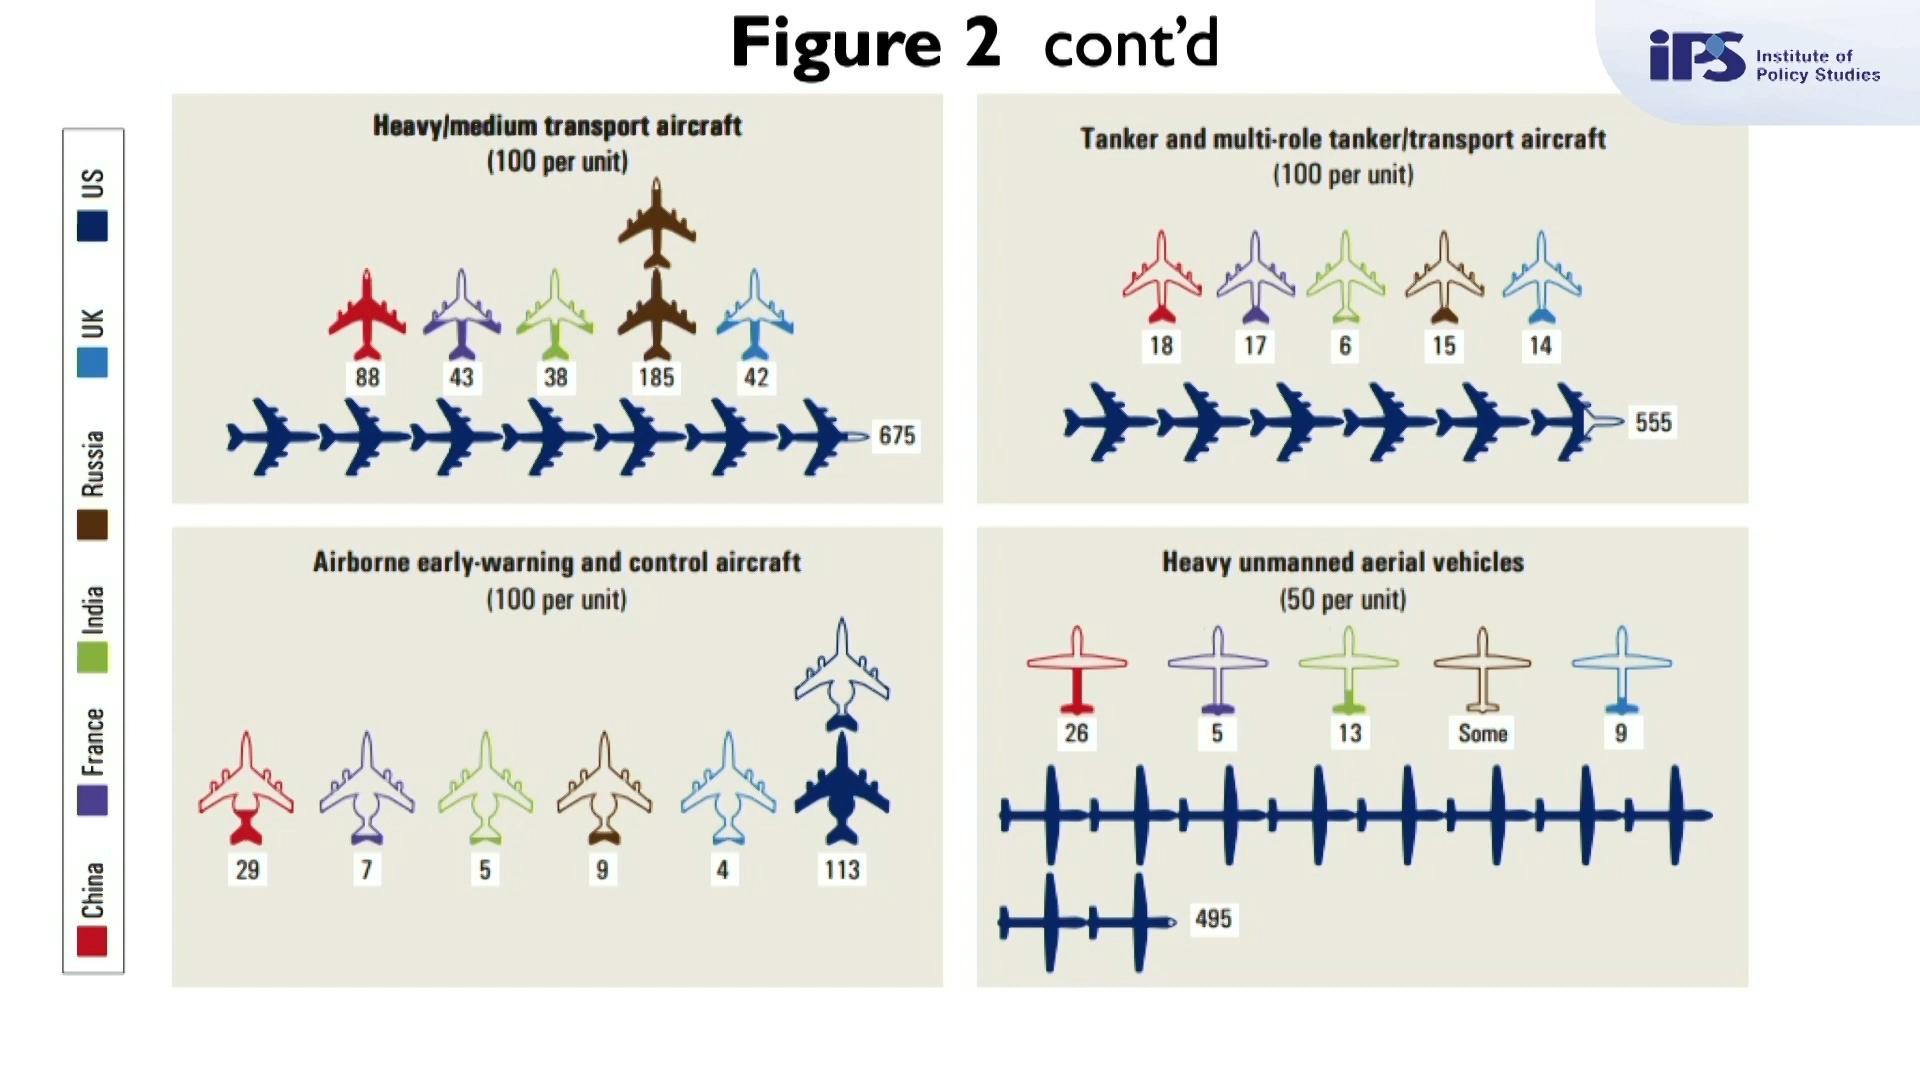 Figure 2 cont'd
iPS Institute of
Policy Studies
US
UK
Russia
India
France
China
Heavy/medium transport aircraft
(100 per unit)
88
43
38
185
42
675
Tanker and multi-role tanker/transport aircraft
(100 per unit)
18
17
6
15
14
555
Airborne early-warning and control aircraft
(100 per unit)
29
7
5
9
4
113
Heavy unmanned aerial vehicles
(50 per unit)
26
5
13
Some
9
495